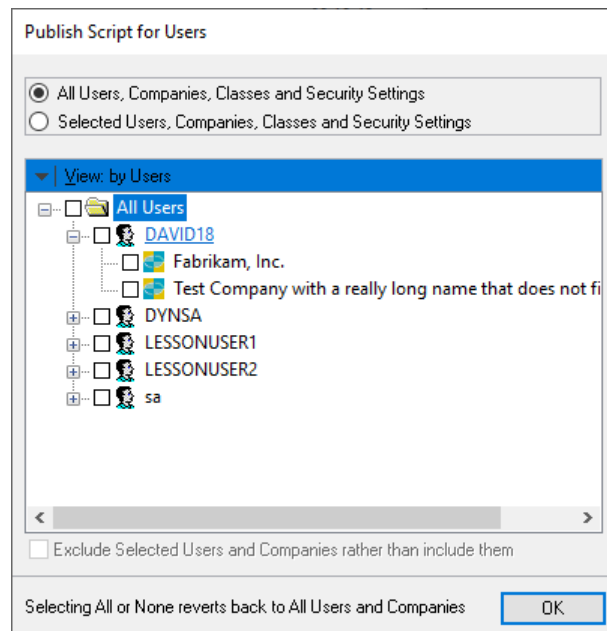 Publish Script for Users
All Users, Companies, Classes and Security Settings
Selected Users, Companies, Classes and Security Settings
View: by Users
All Users
DAVID18
Fabrikam, Inc.
Test Company with a really long name that does not fi
DYNSA
LESSONUSER1
LESSONUSER2
sa
Exclude Selected Users and Companies rather than include them
Selecting All or None reverts back to All Users and Companies
OK